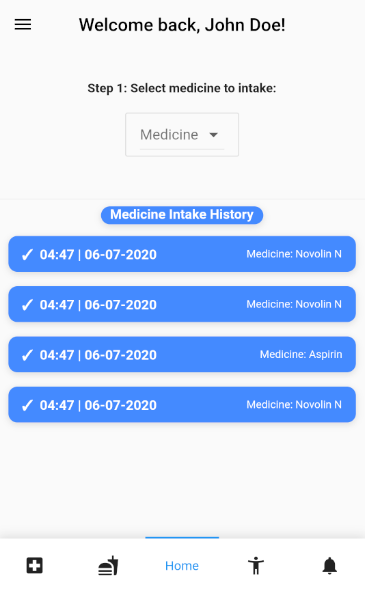 Welcome back, John Doe!
Step 1: Select medicine to intake:
Medicine
Medicine Intake History
04:47 | 06-07-2020 Medicine: Novolin N
04:47 | 06-07-2020 Medicine: Novolin N
04:47 | 06-07-2020 Medicine: Aspirin
04:47 | 06-07-2020 Medicine: Novolin N
Home